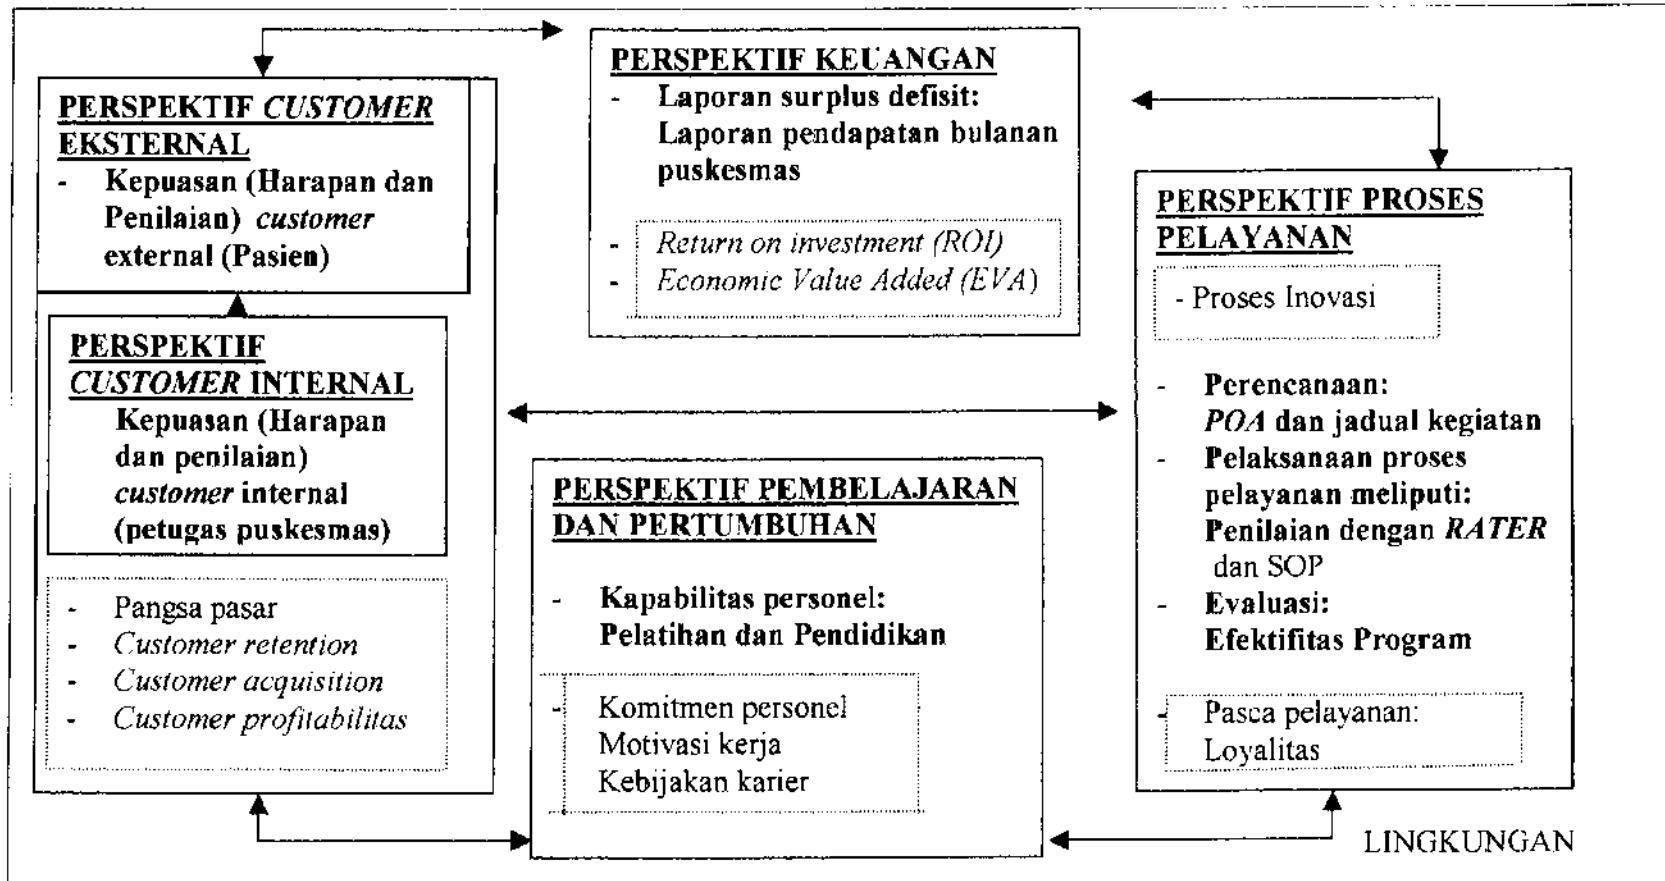 PERSPEKTIF CUSTOMER
EKSTERNAL
- Kepuasan (Harapan dan
Penilaian) customer
external (Pasien)
PERSPEKTIF
CUSTOMER INTERNAL
Kepuasan (Harapan
dan penilaian)
customer internal
(petugas puskesmas)
- Pangsa pasar
- Customer retention
- Customer acquisition
- Customer profitabilitas
PERSPEKTIF KEUANGAN
- Laporan surplus defisit:
Laporan pendapatan bulanan
puskesmas
- Return on investment (ROI)
- Economic Value Added (EVA)
PERSPEKTIF PEMBELAJARAN
DAN PERTUMBUHAN
- Kapabilitas personel:
Pelatihan dan Pendidikan
- Komitmen personel
Motivasi kerja
Kebijakan karier
PERSPEKTIF PROSES
PELAYANAN
- Proses Inovasi
- Perencanaan:
POA dan jadual kegiatan
- Pelaksanaan proses
pelayanan meliputi:
Penilaian dengan RATER
dan SOP
- Evaluasi:
Efektifitas Program
- Pasca pelayanan:
Loyalitas
LINGKUNGAN